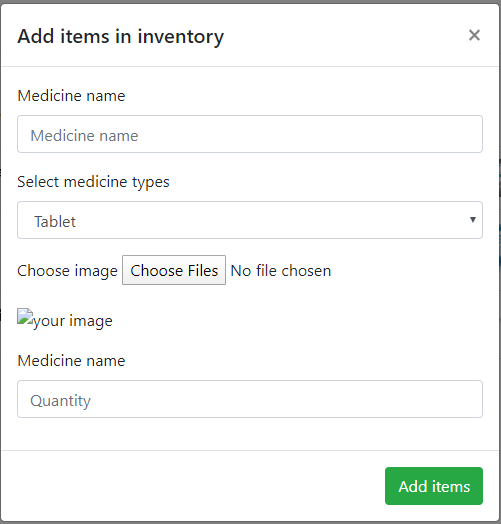 Add items in inventory ×
Medicine name
Medicine name
Select medicine types
Tablet
Choose image Choose Files No file chosen
your image
Medicine name
Quantity
Add items